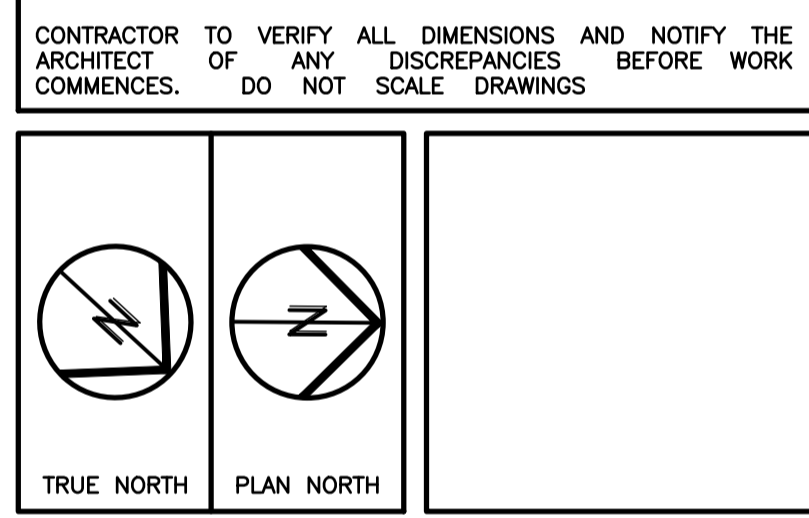 CONTRACTOR TO VERIFY ALL DIMENSIONS AND NOTIFY THE
ARCHITECT OF ANY DISCREPANCIES BEFORE WORK
COMMENCES. DO NOT SCALE DRAWINGS
N
N
TRUE NORTH
PLAN NORTH